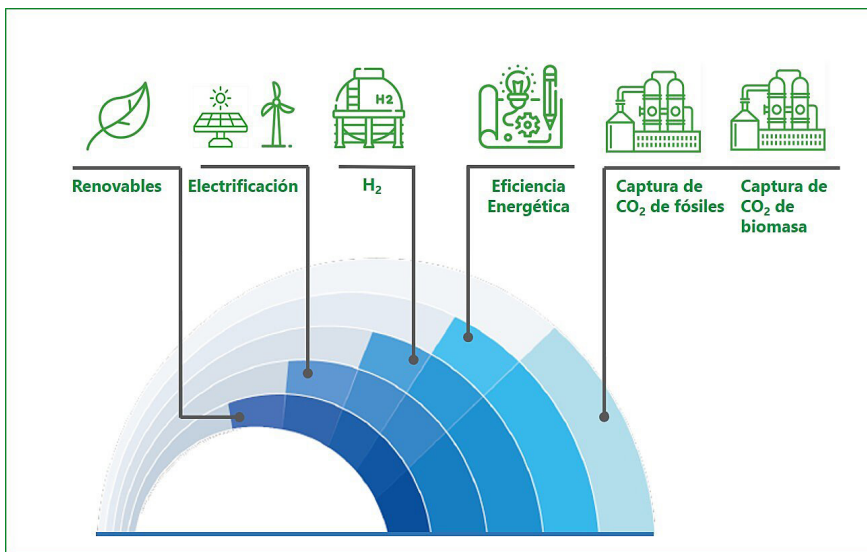 H2
Renovables
Electrificación
H₂
Eficiencia
Energética
Captura de
CO₂ de fósiles
Captura de
CO₂ de
biomasa